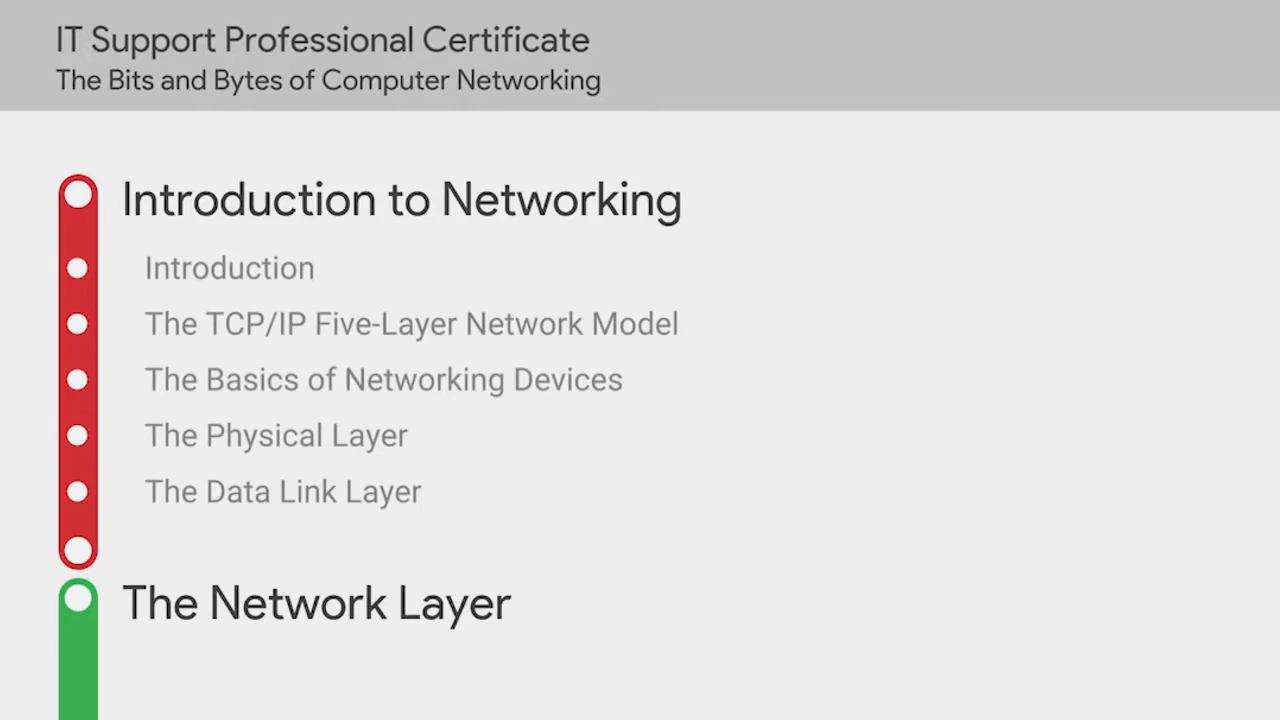 IT Support Professional Certificate
The Bits and Bytes of Computer Networking
Introduction to Networking
Introduction
The TCP/IP Five-Layer Network Model
The Basics of Networking Devices
The Physical Layer
The Data Link Layer
The Network Layer